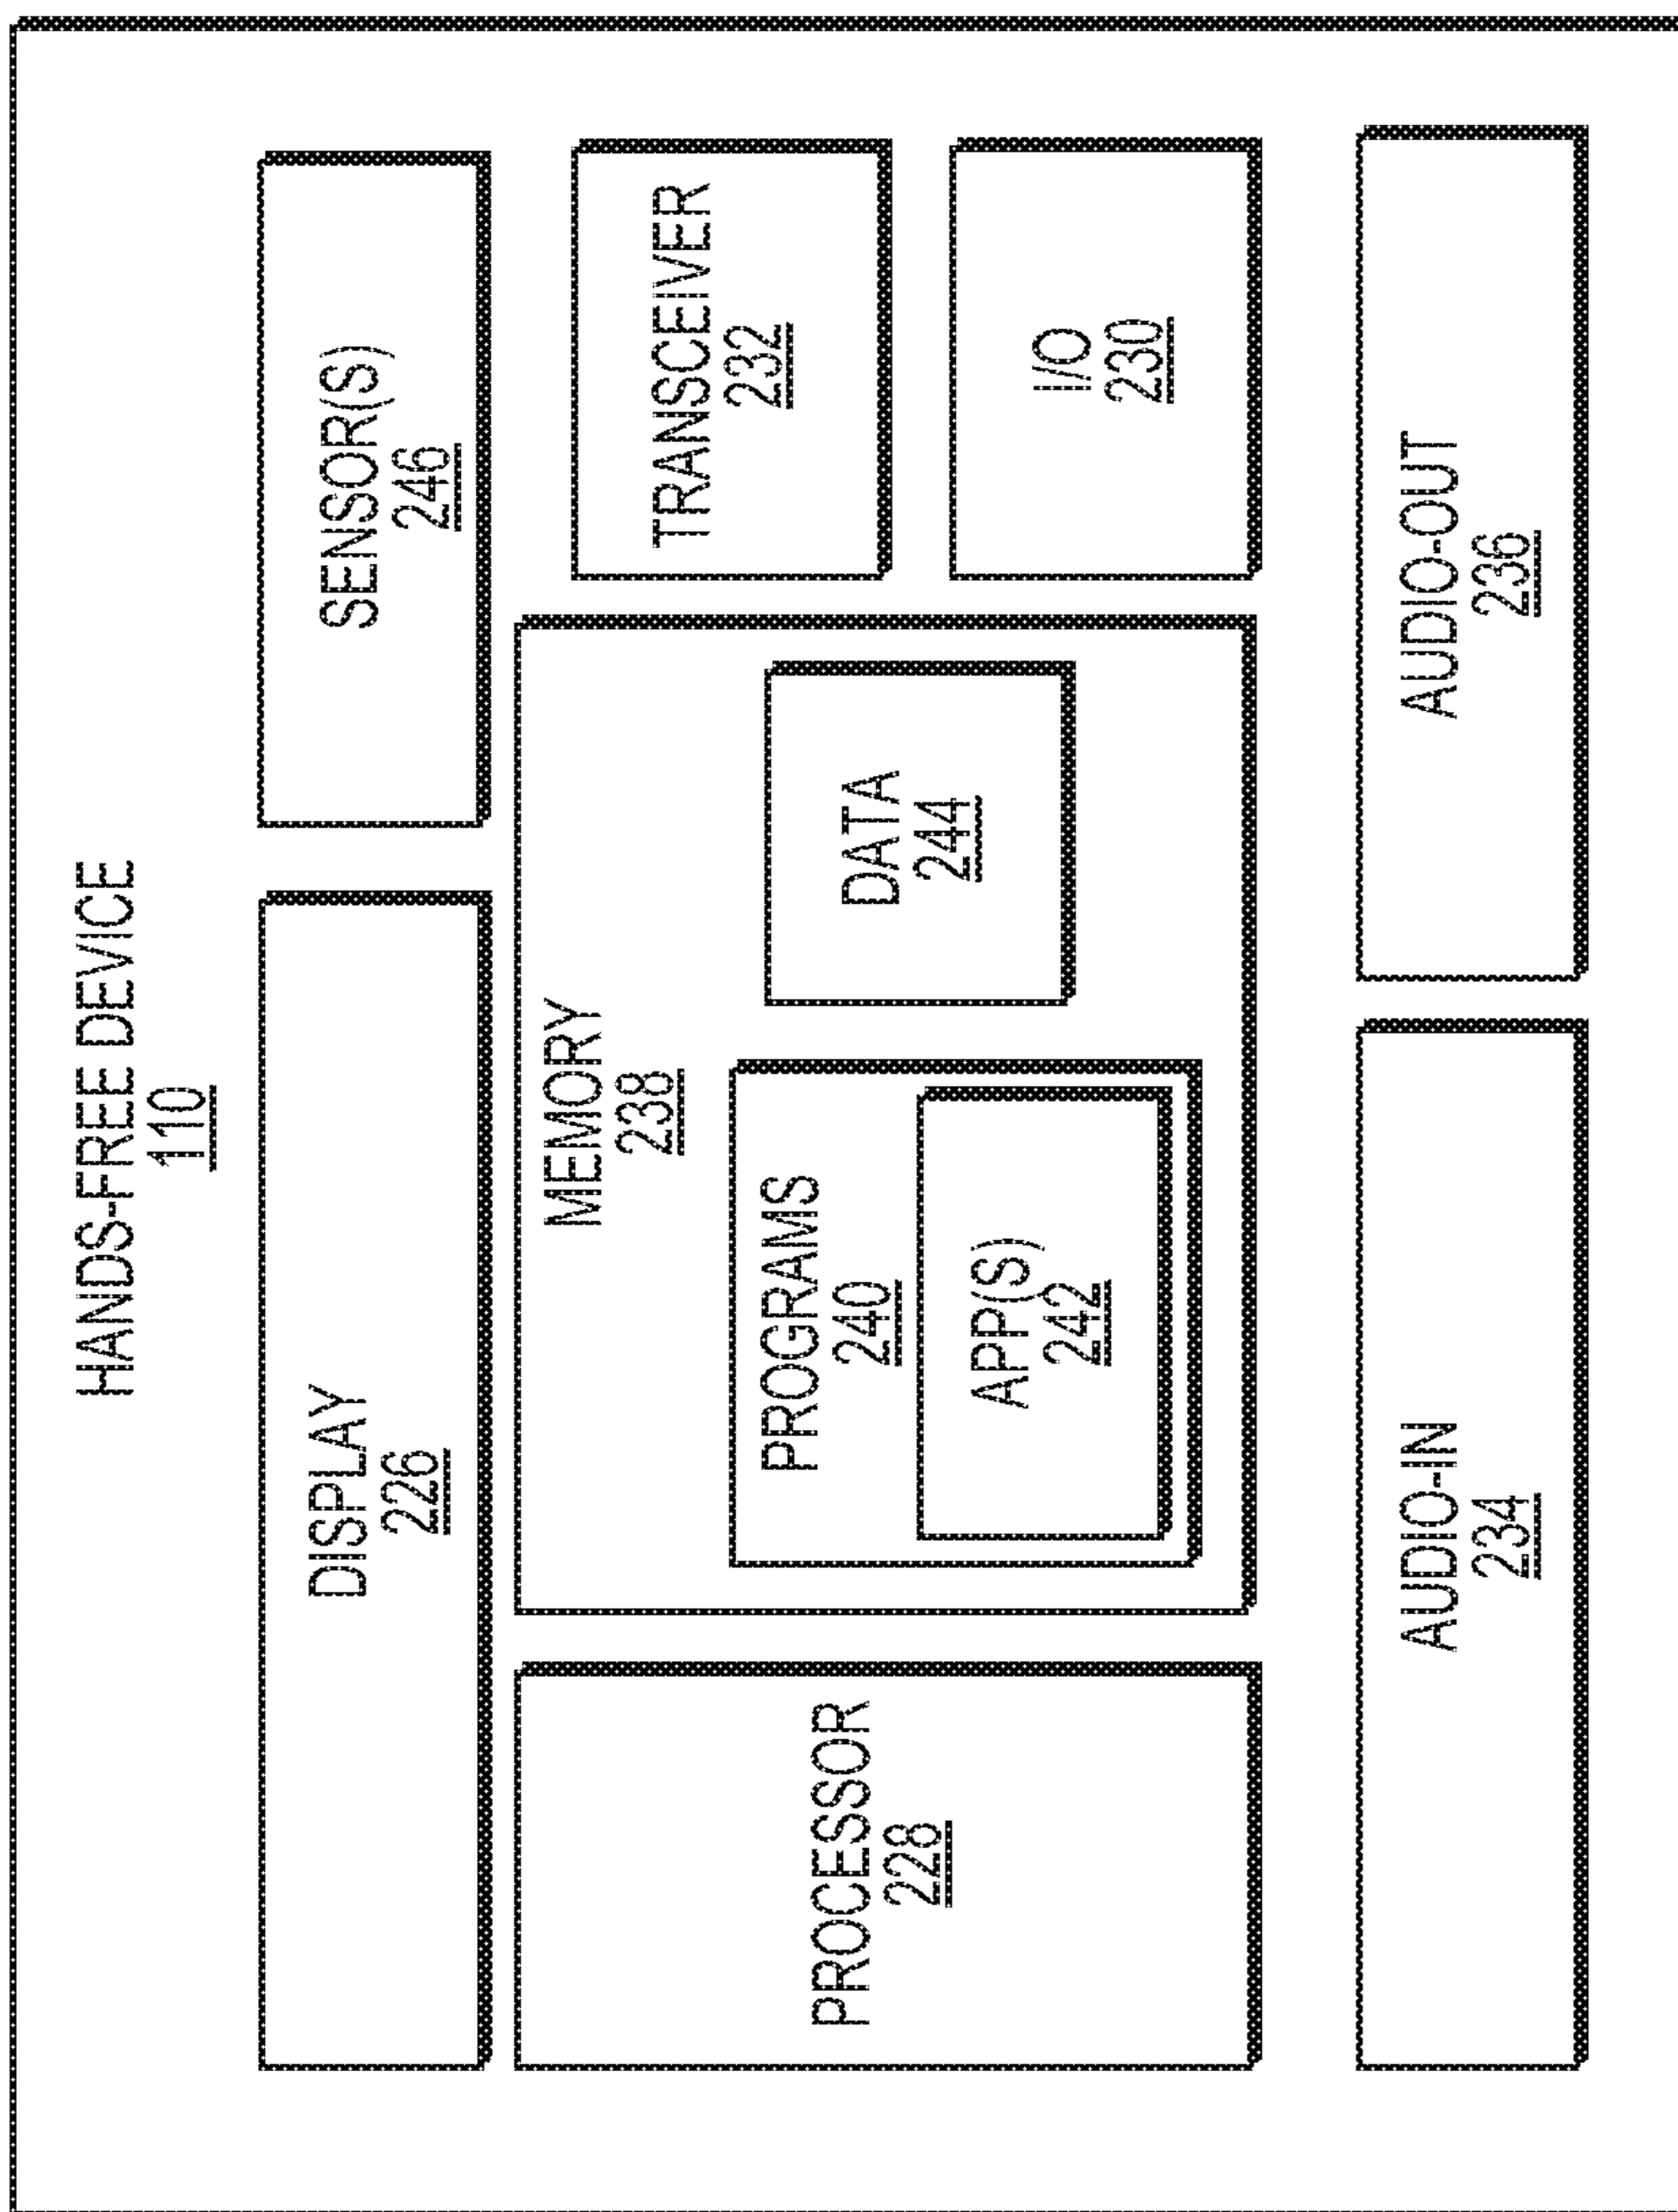 HANDS-FREE DEVICE
110
DISPLAY
226
SENSOR(S)
246
PROCESSOR
228
MEMORY
238
PROGRAMS
240
APP(S)
242
DATA
244
TRANSCEIVER
232
I/O
230
AUDIO-IN
234
AUDIO-OUT
236